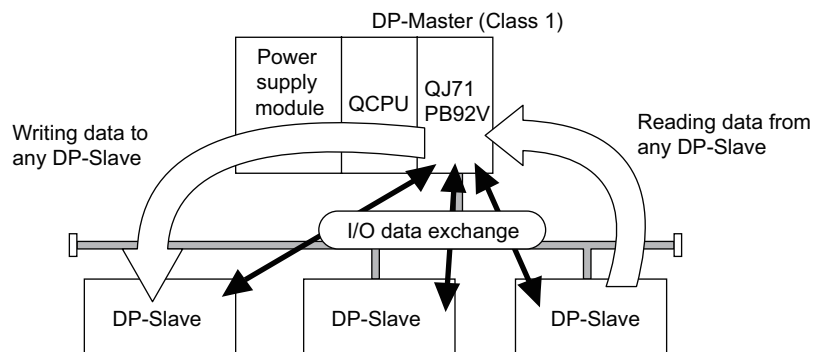 DP-Master (Class 1)
Power
supply
module
QCPU
QJ71
PB92V
Writing data to
any DP-Slave
Reading data from
any DP-Slave
I/O data exchange
DP-Slave
DP-Slave
DP-Slave